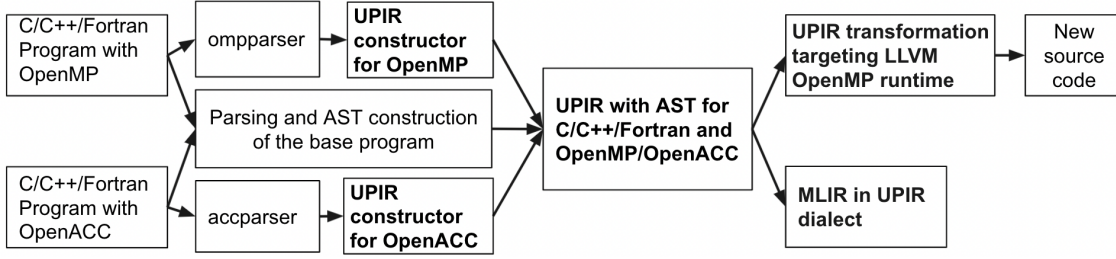 C/C++/Fortran
Program with
OpenMP
ompparser
UPIR
constructor
for OpenMP
Parsing and AST construction
of the base program
C/C++/Fortran
Program with
OpenACC
accparser
UPIR
constructor
for OpenACC
UPIR with AST for
C/C++/Fortran and
OpenMP/OpenACC
UPIR transformation
targeting LLVM
OpenMP runtime
New
source
code
MLIR in UPIR
dialect